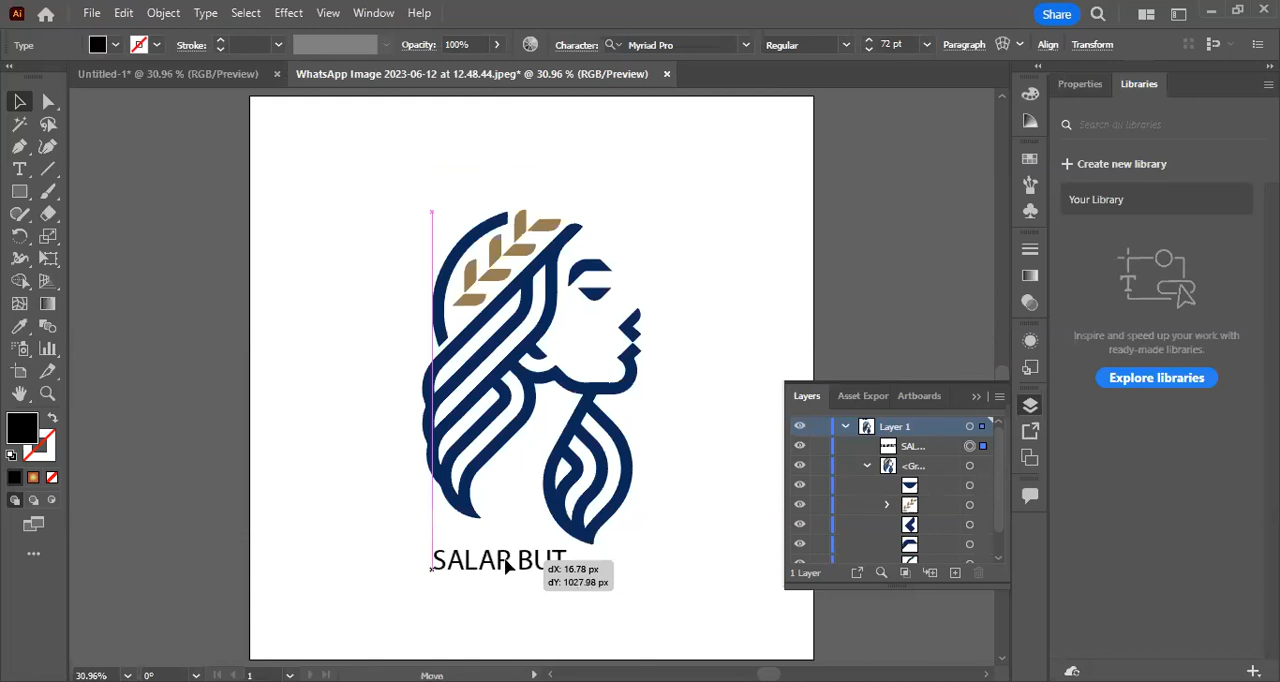 Ai
File Edit Object Type Select Effect View Window Help
Share
Type
Stroke:
Opacity: 100%
Character: Myriad Pro
Regular
72 pt
Paragraph
Align
Transform
Untitled-1* @ 30.96 % (RGB/Preview) ×
WhatsApp Image 2023-06-12 at 12.48.44.jpeg* @ 30.96 % (RGB/Preview) ×
Properties Libraries
Search all libraries
+ Create new library
Your Library
Inspire and speed up your work with
ready-made libraries.
Explore libraries
Layers Asset Expor Artboards
Layer 1
SAL...
<Gr...
1 Layer
SALAR BUT
dX: 16.78 px
dY: 1027.98 px
30.96% 0° 1 Move